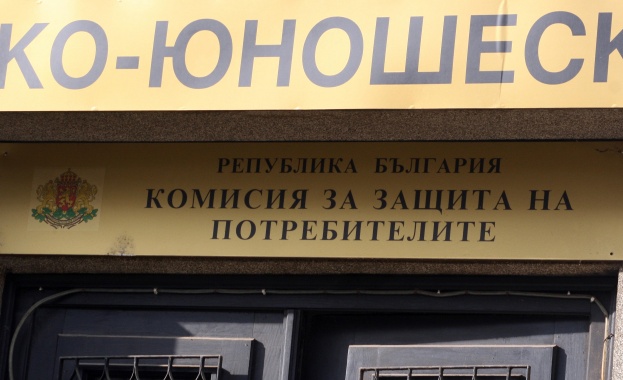 КО-ЮНОШЕСК
РЕПУБЛИКА БЪЛГАРИЯ
КОМИСИЯ ЗА ЗАЩИТА НА
ПОТРЕБИТЕЛИТЕ